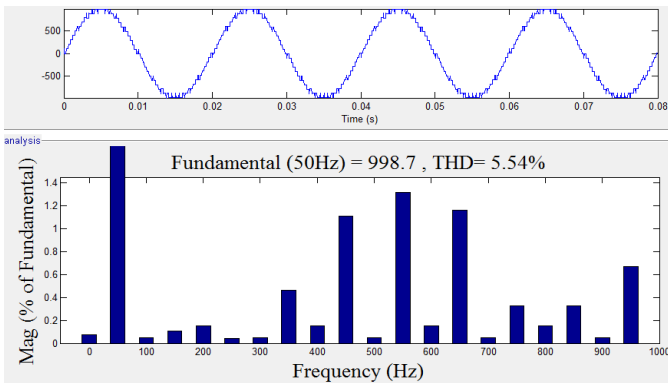 500
0
-500
0 0.01 0.02 0.03 0.04 0.05 0.06 0.07 0.08
Time (s)
analysis
Fundamental (50Hz) = 998.7 , THD= 5.54%
Mag (% of Fundamental)
1.4
1.2
1
0.8
0.6
0.4
0.2
0
0 100 200 300 400 500 600 700 800 900 1000
Frequency (Hz)